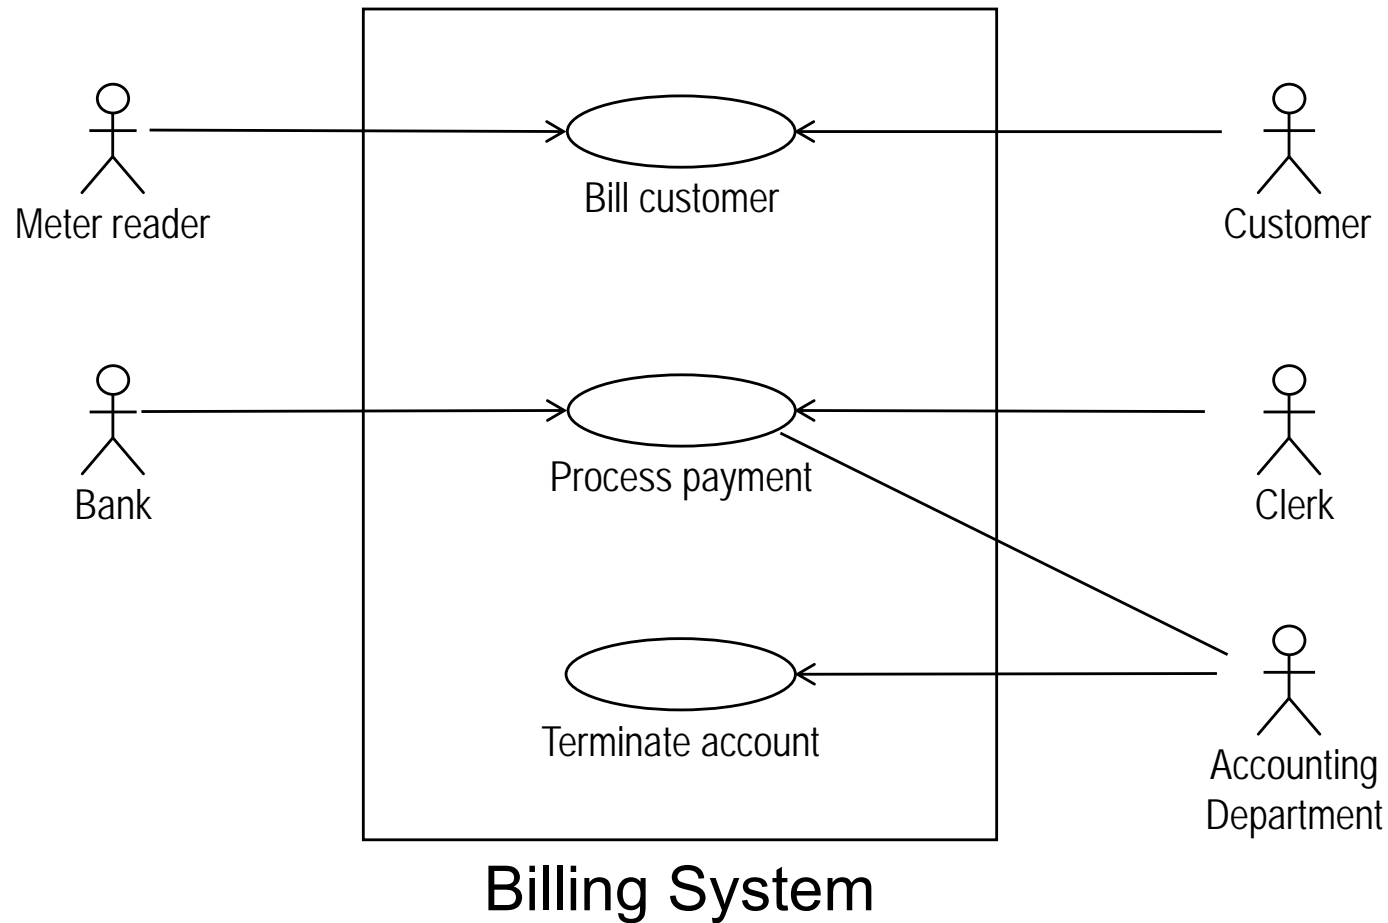 Meter reader
Bill customer
Customer
Bank
Process payment
Clerk
Terminate account
Accounting
Department
Billing System